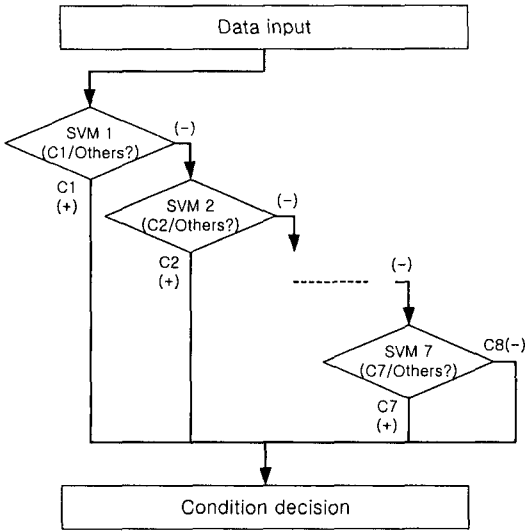 Data input
SVM 1
(C1/Others?)
(-)
C1
(+)
SVM 2
(C2/Others?)
(-)
C2
(+)
(-)
SVM 7
(C7/Others?)
C8(-)
C7
(+)
Condition decision